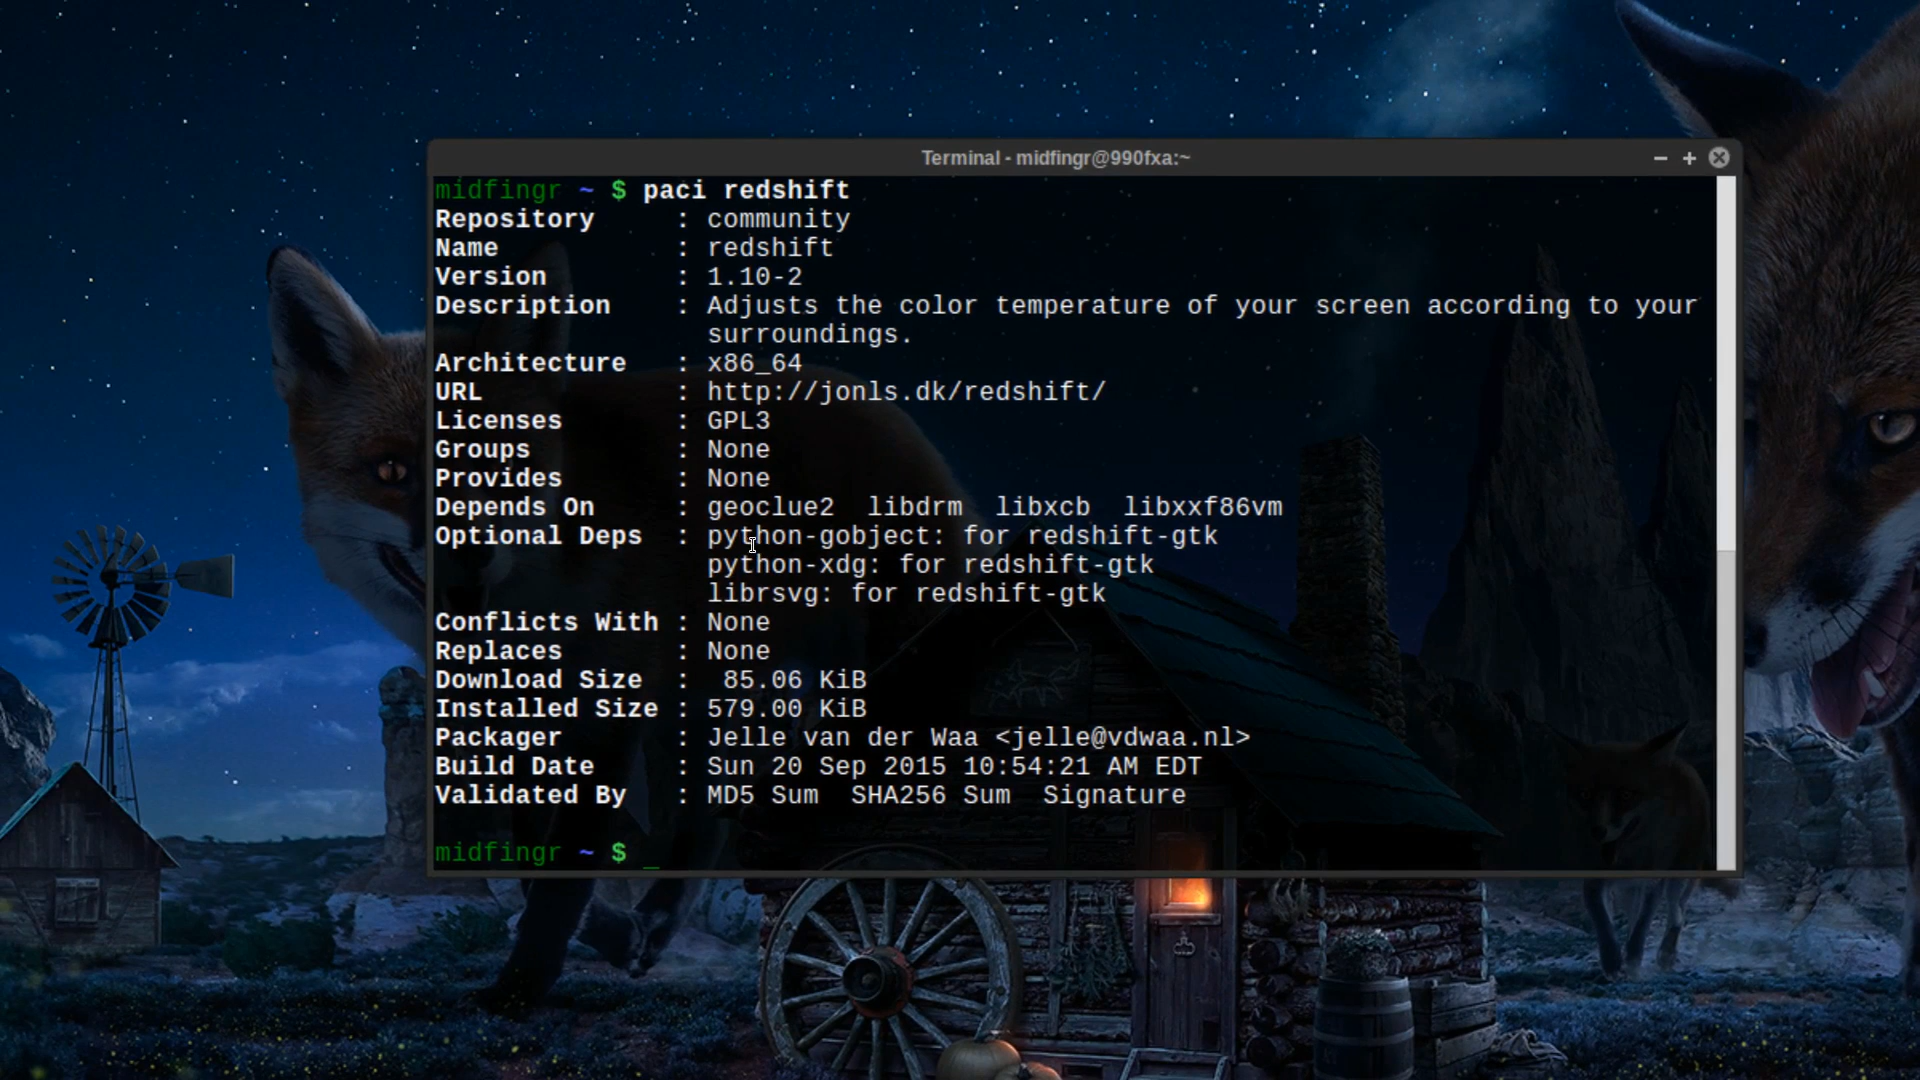 Terminal - midfingr@990fxa:~
midfingr ~ $ paci redshift
Repository : community
Name : redshift
Version : 1.10-2
Description : Adjusts the color temperature of your screen according to your
surroundings.
Architecture : x86_64
URL : http://jonls.dk/redshift/
Licenses : GPL3
Groups : None
Provides : None
Depends On : geoclue2 libdrm libxcb libxxf86vm
Optional Deps : python-gobject: for redshift-gtk
python-xdg: for redshift-gtk
librsvg: for redshift-gtk
Conflicts With : None
Replaces : None
Download Size : 85.06 KiB
Installed Size : 579.00 KiB
Packager : Jelle van der Waa <jelle@vdwaa.nl>
Build Date : Sun 20 Sep 2015 10:54:21 AM EDT
Validated By : MD5 Sum SHA256 Sum Signature
midfingr ~ $ _